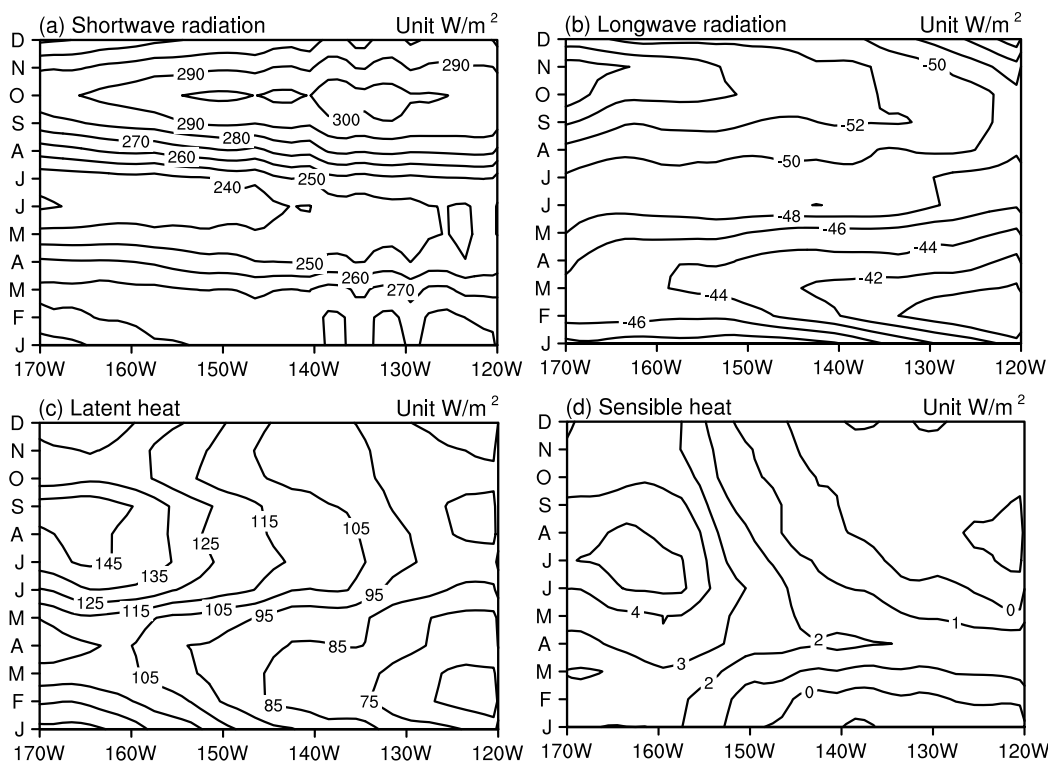 (a) Shortwave radiation Unit W/m²
D
N
O
S
A
J
J
M
A
M
F
J
290
290
300
290
270
280
260
250
240
250
260
270
170W 160W 150W 140W 130W 120W
(b) Longwave radiation Unit W/m²
D
N
O
S
A
J
J
M
A
M
F
J
-50
-52
-50
-48
-46
-44
-42
-44
-46
170W 160W 150W 140W 130W 120W
(c) Latent heat Unit W/m²
D
N
O
S
A
J
J
M
A
M
F
J
115
105
125
145
135
125
115
105
95
95
85
105
85
75
170W 160W 150W 140W 130W 120W
(d) Sensible heat Unit W/m²
D
N
O
S
A
J
J
M
A
M
F
J
4
0
1
2
3
2
0
170W 160W 150W 140W 130W 120W